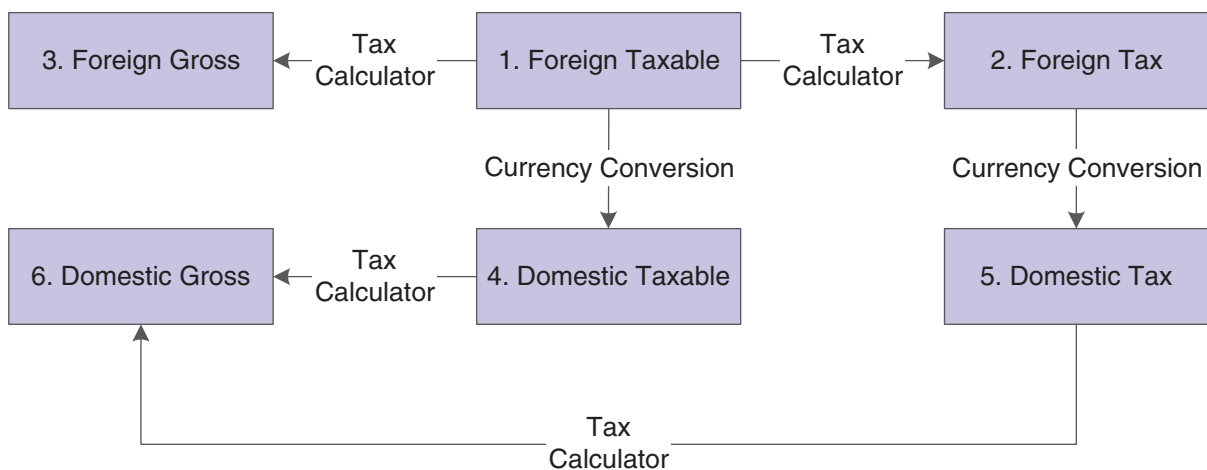 3. Foreign Gross
Tax
Calculator
1. Foreign Taxable
Tax
Calculator
2. Foreign Tax
Currency Conversion
Currency Conversion
6. Domestic Gross
Tax
Calculator
4. Domestic Taxable
5. Domestic Tax
Tax
Calculator